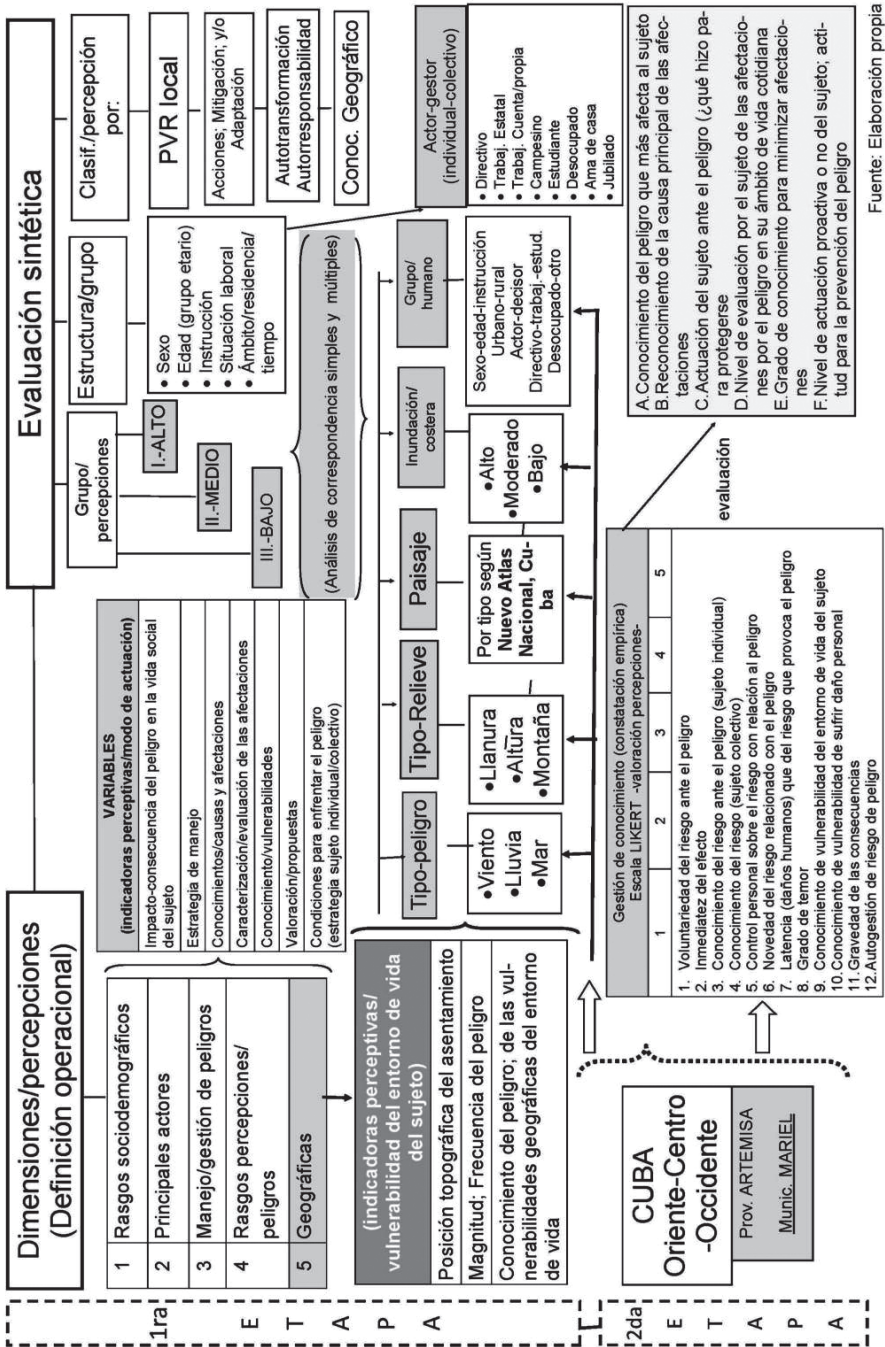 Dimensiones/percepciones
(Definición operacional)
Evaluación sintética
1ra
E
T
A
P
A
1 Rasgos sociodemográficos
2 Principales actores
3 Manejo/gestión de peligros
4 Rasgos percepciones/
peligros
5 Geográficas
VARIABLES
(indicadoras perceptivas/modo de actuación)
Impacto-consecuencia del peligro en la vida social
del sujeto
Estrategia de manejo
Conocimientos/causas y afectaciones
Caracterización/evaluación de las afectaciones
Conocimiento/vulnerabilidades
Valoración/propuestas
Condiciones para enfrentar el peligro
(estrategia sujeto individual/colectivo)
Grupo/
percepciones
I.-ALTO
II.-MEDIO
III.-BAJO
Estructura/grupo
• Sexo
• Edad (grupo etario)
• Instrucción
• Situación laboral
• Ámbito/residencia/
tiempo
Clasif./percepción
por:
PVR local
Acciones; Mitigación; y/o
Adaptación
Autotransformación
Autorresponsabilidad
Conoc. Geográfico
(Análisis de correspondencia simples y múltiples)
Actor-gestor
(individual-colectivo)
• Directivo
• Trabaj. Estatal
• Trabaj. Cuenta/propia
• Campesino
• Estudiante
• Desocupado
• Ama de casa
• Jubilado
(indicadoras perceptivas/
vulnerabilidad del entorno de vida
del sujeto)
Posición topográfica del asentamiento
Magnitud; Frecuencia del peligro
Conocimiento del peligro; de las vul-
nerabilidades geográficas del entorno
de vida
Tipo-peligro
•Viento
•Lluvia
•Mar
Tipo-Relieve
•Llanura
•Altura
•Montaña
Paisaje
Por tipo según
Nuevo Atlas
Nacional, Cu-
ba
Inundación/
costera
•Alto
•Moderado
•Bajo
Grupo/
humano
Sexo-edad-instrucción
Urbano-rural
Actor-decisor
Directivo-trabaj.-estud.
Desocupado-otro
2da
E
T
A
P
A
CUBA
Oriente-Centro
-Occidente
Prov. ARTEMISA
Munic. MARIEL
Gestión de conocimiento (constatación empírica)
Escala LIKERT -valoración percepciones-
1 2 3 4 5
1. Voluntariedad del riesgo ante el peligro
2. Inmediatez del efecto
3. Conocimiento del riesgo ante el peligro (sujeto individual)
4. Conocimiento del riesgo (sujeto colectivo)
5. Control personal sobre el riesgo con relación al peligro
6. Novedad del riesgo relacionado con el peligro
7. Latencia (daños humanos) que del riesgo que provoca el peligro
8. Grado de temor
9. Conocimiento de vulnerabilidad del entorno de vida del sujeto
10. Conocimiento de vulnerabilidad de sufrir daño personal
11. Gravedad de las consecuencias
12. Autogestión de riesgo de peligro
evaluación
A. Conocimiento del peligro que más afecta al sujeto
B. Reconocimiento de la causa principal de las afec-
taciones
C. Actuación del sujeto ante el peligro (¿qué hizo pa-
ra protegerse
D. Nivel de evaluación por el sujeto de las afectacio-
nes por el peligro en su ámbito de vida cotidiana
E. Grado de conocimiento para minimizar afectacio-
nes
F. Nivel de actuación proactiva o no del sujeto; acti-
tud para la prevención del peligro
Fuente: Elaboración propia